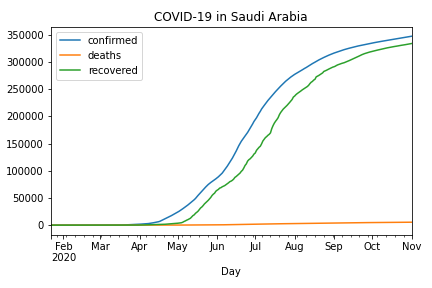 COVID-19 in Saudi Arabia
confirmed
deaths
recovered
350000
300000
250000
200000
150000
100000
50000
0
Feb Mar Apr May Jun Jul Aug Sep Oct Nov
2020
Day